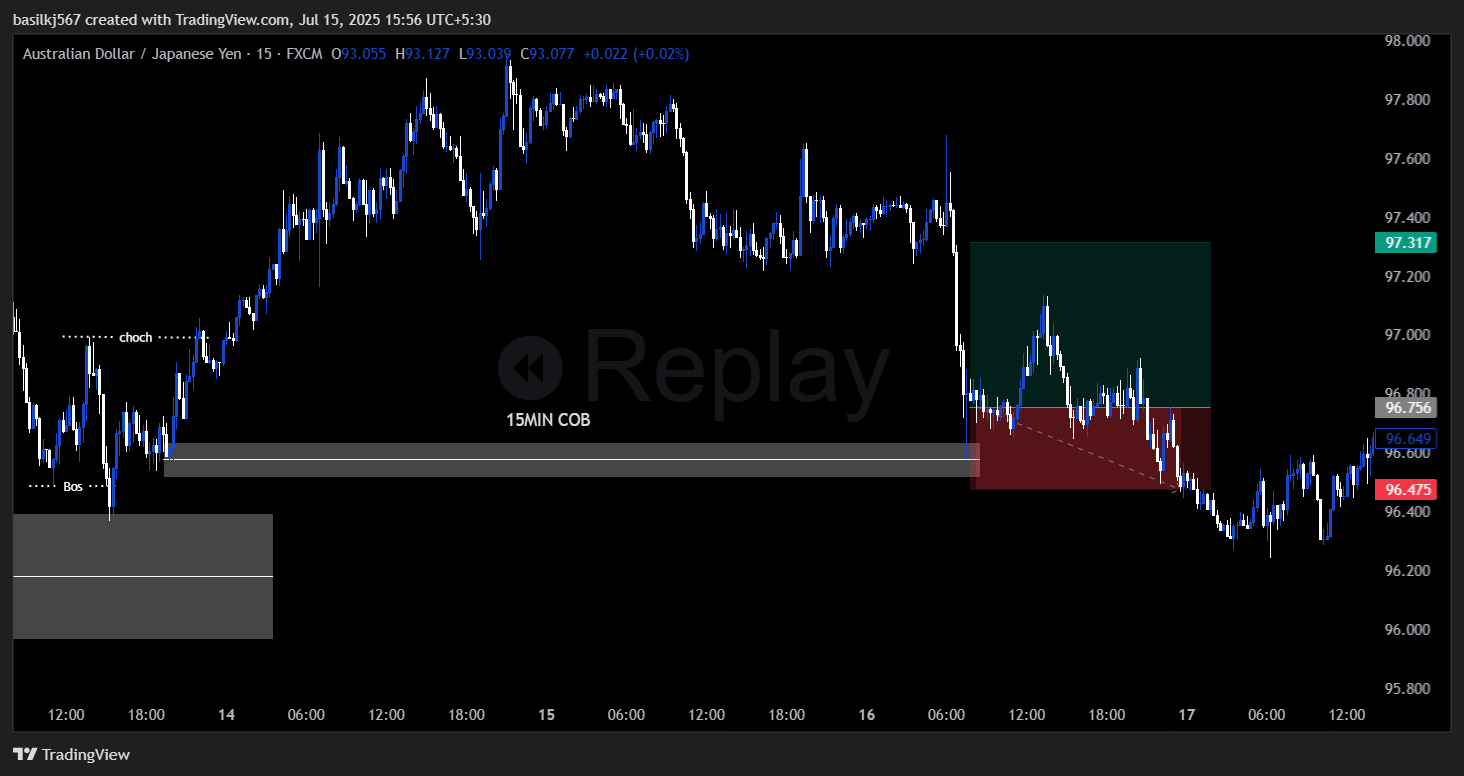 basilkj567 created with TradingView.com, Jul 15, 2025 15:56 UTC+5:30
Australian Dollar / Japanese Yen · 15 · FXCM O93.055 H93.127 L93.039 C93.077 +0.022 (+0.02%)
98.000
97.800
97.600
97.400
97.317
97.200
97.000
choch
Replay
96.800
96.756
15MIN COB
96.649
96.600
Bos
96.475
96.400
96.200
96.000
95.800
12:00 18:00 14 06:00 12:00 18:00 15 06:00 12:00 18:00 16 06:00 12:00 18:00 17 06:00 12:00
TradingView